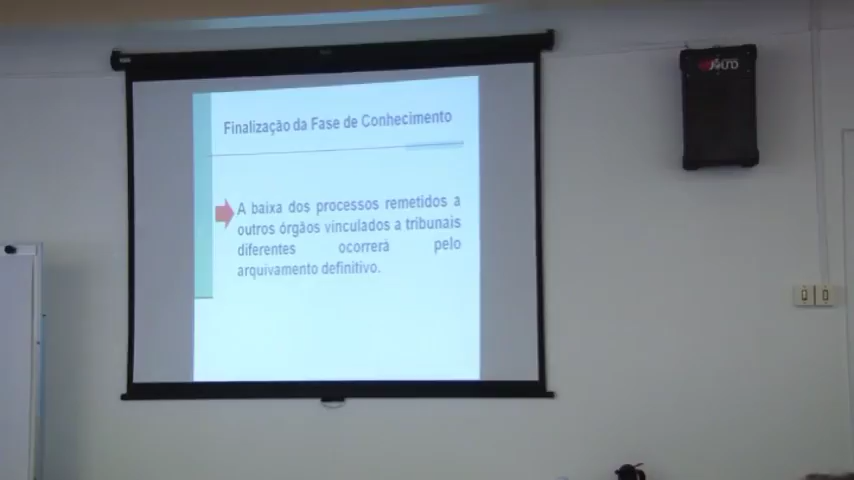 Finalização da Fase de Conhecimento
A baixa dos processos remetidos a
outros órgãos vinculados a tribunais
diferentes ocorrerá pelo
arquivamento definitivo.